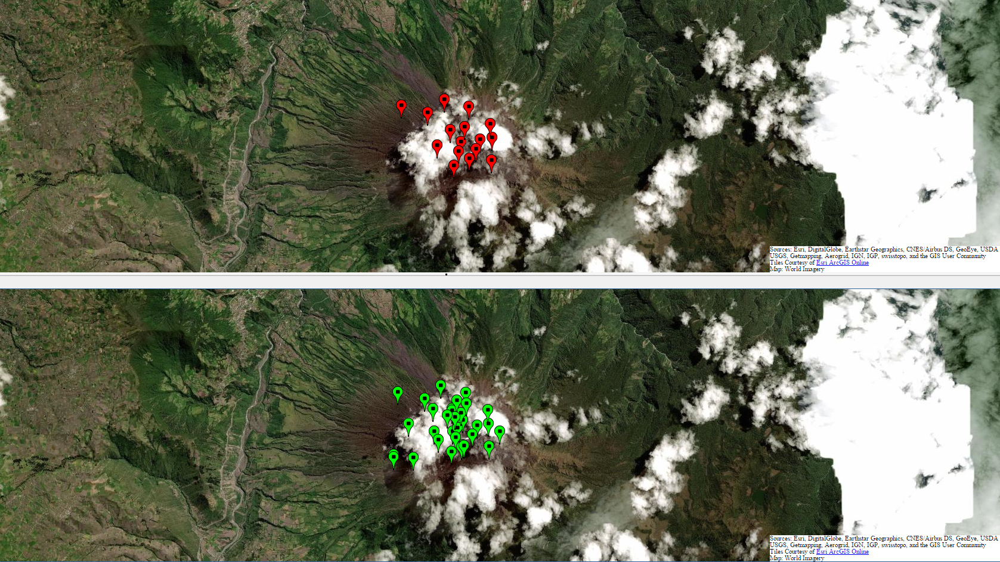 Sources: Esri, DigitalGlobe, Earthstar Geographics, CNES/Airbus DS, GeoEye, USDA
USGS, Getmapping, Aerogrid, IGN, IGP, swisstopo, and the GIS User Community
Tiles Courtesy of Esri ArcGIS Online
Map: World Imagery
Sources: Esri, DigitalGlobe, Earthstar Geographics, CNES/Airbus DS, GeoEye, USDA
USGS, Getmapping, Aerogrid, IGN, IGP, swisstopo, and the GIS User Community
Tiles Courtesy of Esri ArcGIS Online
Map: World Imagery